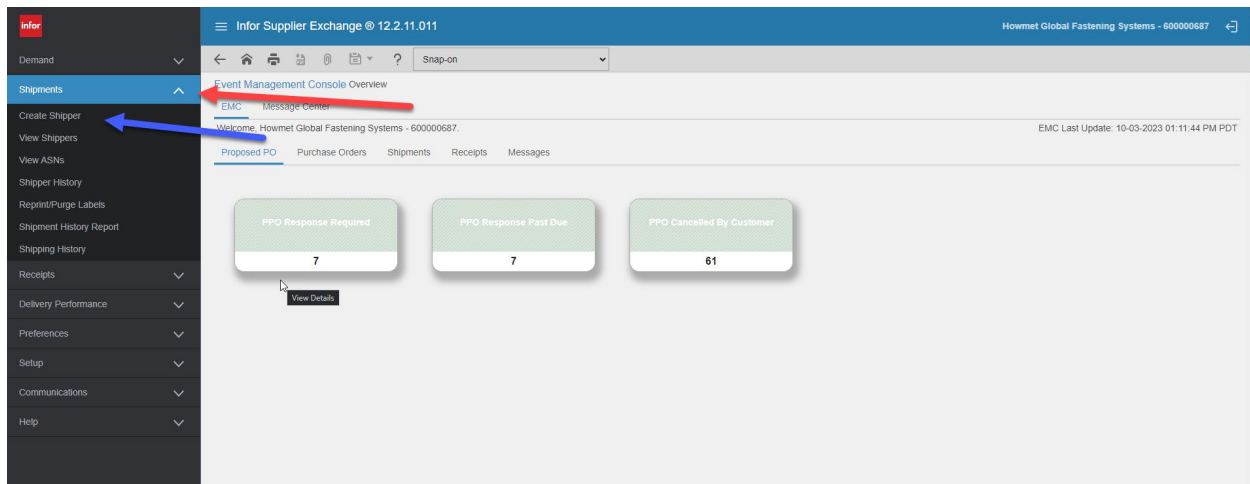 infor
Infor Supplier Exchange ® 12.2.11.011
Howmet Global Fastening Systems - 600000687
Demand
Shipments
Create Shipper
View Shippers
View ASNs
Shipper History
Reprint/Purge Labels
Shipment History Report
Shipping History
Receipts
Delivery Performance
Preferences
Setup
Communications
Help
? Snap-on
Event Management Console Overview
EMC Message Center
Welcome, Howmet Global Fastening Systems - 600000687.
EMC Last Update: 10-03-2023 01:11:44 PM PDT
Proposed PO Purchase Orders Shipments Receipts Messages
PPO Response Required
7
PPO Response Past Due
7
PPO Cancelled By Customer
61
View Details